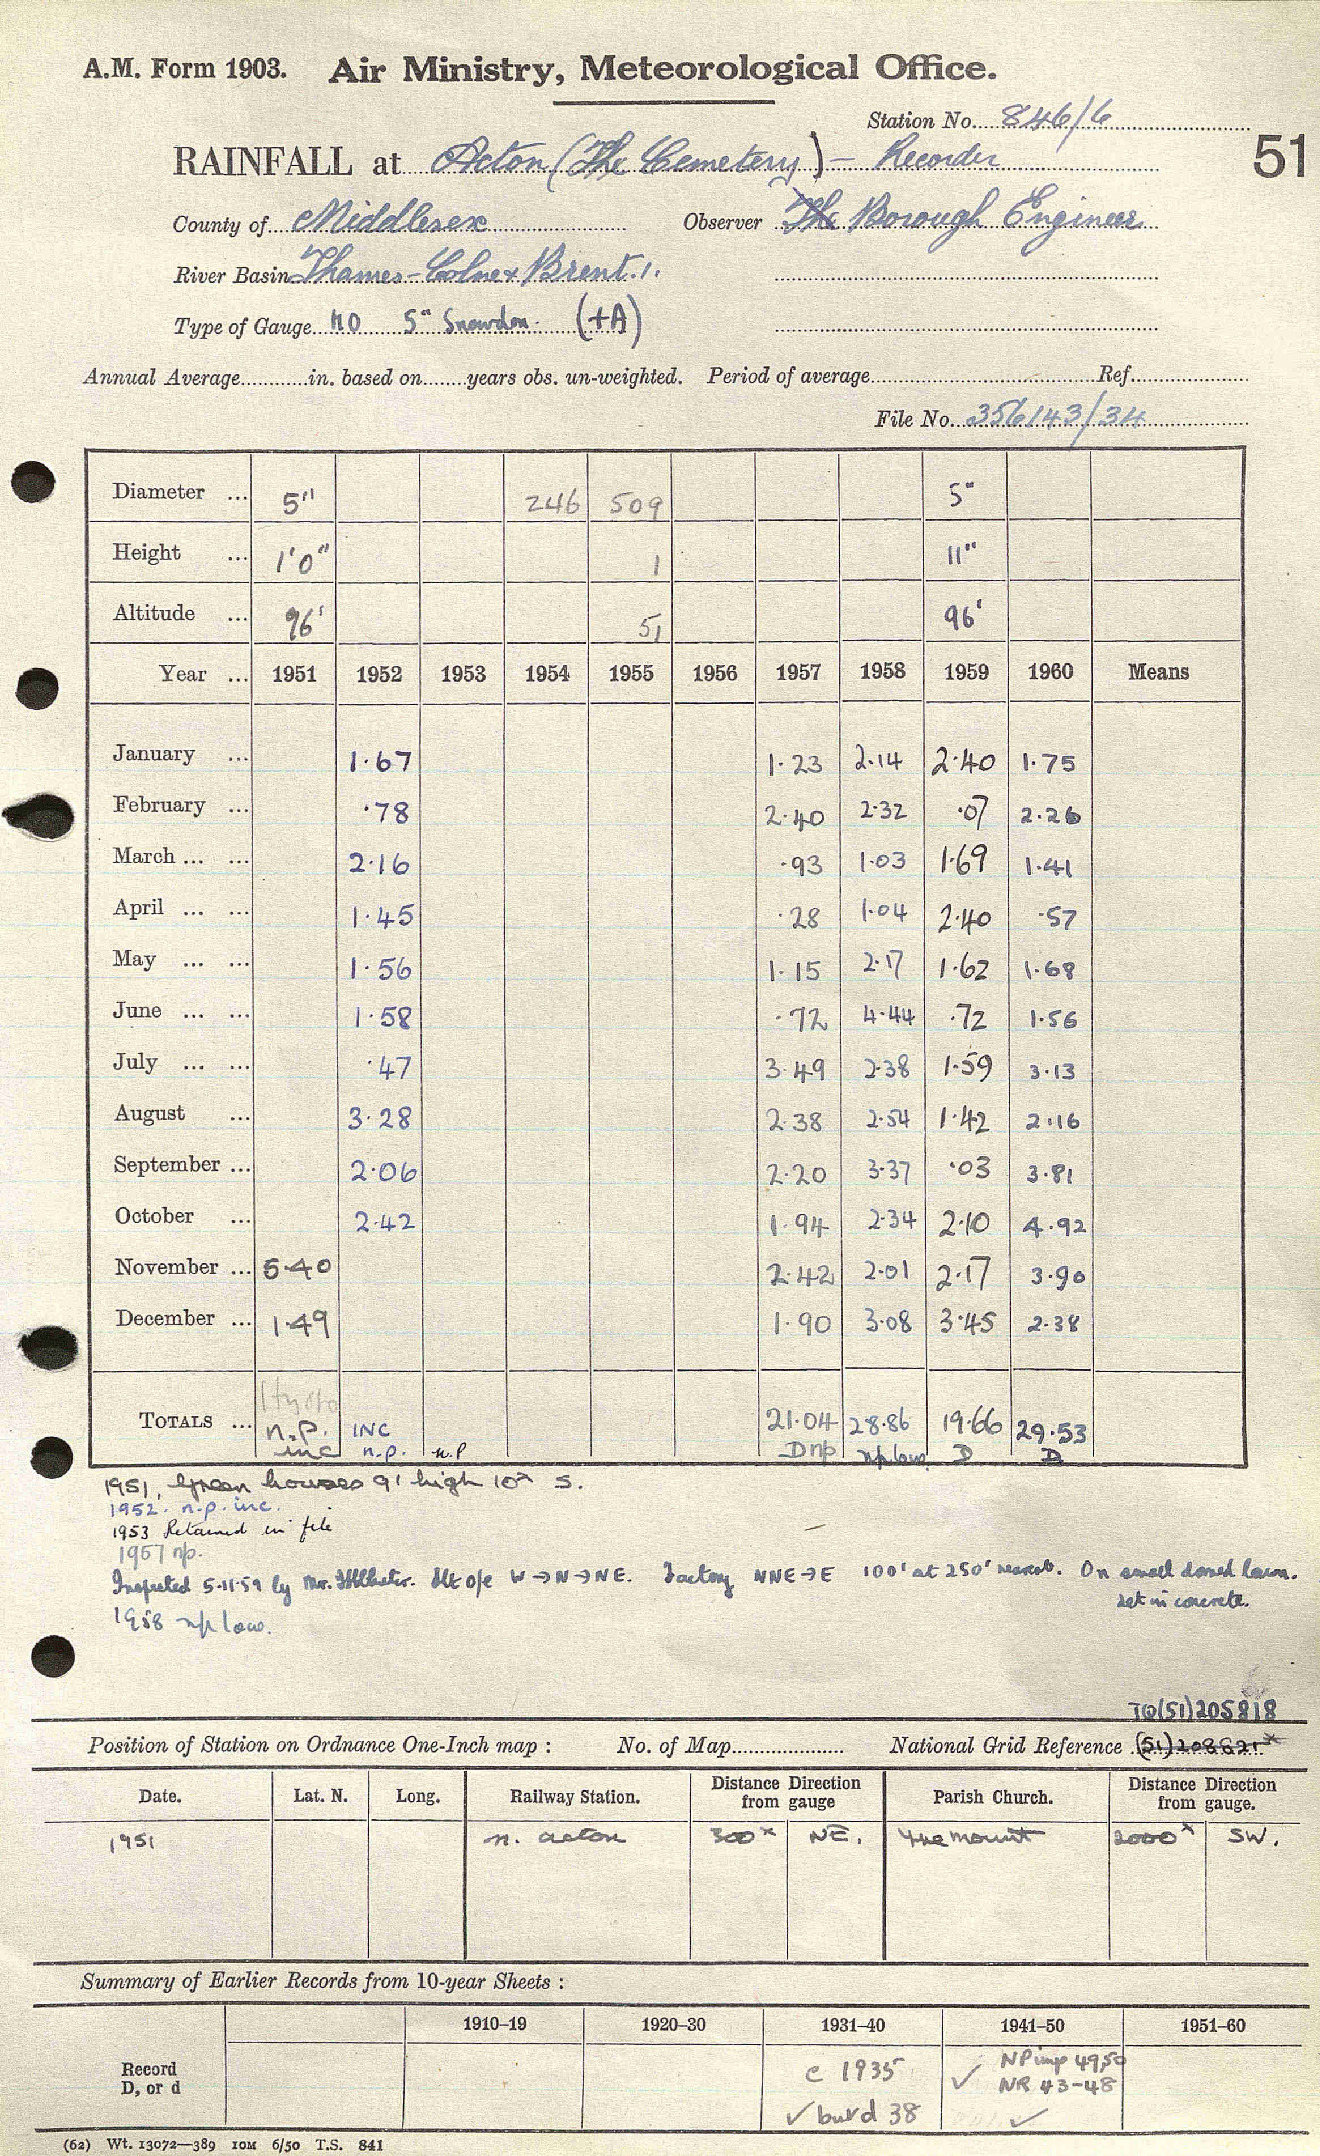 A.M. Form 1903. Air Ministry, Meteorological Office.
Station No. 846/6
51
RAINFALL at Acton (The Cemetery) - Recorder
County of Middlesex Observer The Borough Engineer
River Basin Thames - Colne & Brent.
Type of Gauge MO 5" Snowdon. (+A)
Annual Average in. based on years obs. un-weighted. Period of average Ref.
File No. 356143/34
Diameter ... 5" 246 509 5"
Height ... 1'0" 1 11"
Altitude ... 96' 51 96'
Year ... 1951 1952 1953 1954 1955 1956 1957 1958 1959 1960 Means
January ... 1.67 1.23 2.14 2.40 1.75
February ... .78 2.40 2.32 .07 2.26
March ... ... 2.16 .93 1.03 1.69 1.41
April ... ... 1.45 .28 1.04 2.40 .57
May ... ... 1.56 1.15 2.17 1.62 1.68
June ... ... 1.58 .72 4.44 .72 1.56
July ... ... .47 3.49 2.38 1.59 3.13
August ... 3.28 2.38 2.54 1.42 2.16
September ... 2.06 2.20 3.37 .03 3.81
October ... 2.42 1.94 2.34 2.10 4.92
November ... 5.40 2.42 2.01 2.17 3.90
December ... 1.49 1.90 3.08 3.45 2.38
TOTALS ... n.p. INC 21.04 28.86 19.66 29.53
inc n.p. n.P D np np low. D D
1951, Green houses 9' high 10x S.
1952. n.p. inc.
1953 Retained in file
1957 np.
Inspected 5.11.59 by Mr. Ht o/e W→N→NE. Factory NNE→E 100' at 250' nearest. On small domed lawn.
set in concrete.
1958 np low.
TQ(51)205818
Position of Station on Ordnance One-Inch map : No. of Map National Grid Reference (51)208821x
Date. Lat. N. Long. Railway Station. Distance Direction from gauge Parish Church. Distance Direction from gauge.
1951 N. Acton 300x NE. The Mount 2000x SW.
Summary of Earlier Records from 10-year Sheets :
1910–19 1920–30 1931–40 1941–50 1951–60
Record
D, or d
c 1935 ✓ NP imp 49,50
NR 43-48
✓ but d 38 ✓
(62) Wt. 13072—389 10M 6/50 T.S. 841